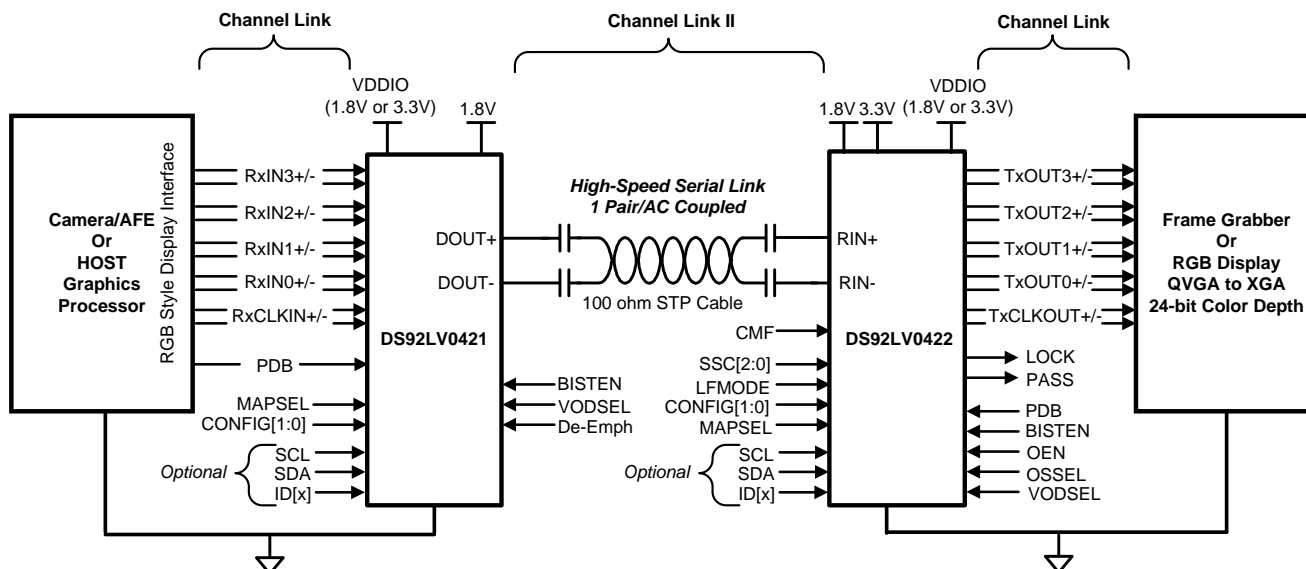 Channel Link
Channel Link II
Channel Link
VDDIO
(1.8V or 3.3V)
1.8V
1.8V
3.3V
VDDIO
(1.8V or 3.3V)
Camera/AFE
Or
HOST
Graphics
Processor
RGB Style Display Interface
RxIN3+/-
RxIN2+/-
RxIN1+/-
RxIN0+/-
RxCLKIN+/-
PDB
MAPSEL
CONFIG[1:0]
Optional
SCL
SDA
ID[x]
DOUT+
DOUT-
DS92LV0421
BISTEN
VODSEL
De-Emph
High-Speed Serial Link
1 Pair/AC Coupled
100 ohm STP Cable
CMF
SSC[2:0]
LFMODE
CONFIG[1:0]
MAPSEL
Optional
SCL
SDA
ID[x]
RIN+
RIN-
DS92LV0422
TxOUT3+/-
TxOUT2+/-
TxOUT1+/-
TxOUT0+/-
TxCLKOUT+/-
LOCK
PASS
PDB
BISTEN
OEN
OSSEL
VODSEL
Frame Grabber
Or
RGB Display
QVGA to XGA
24-bit Color Depth